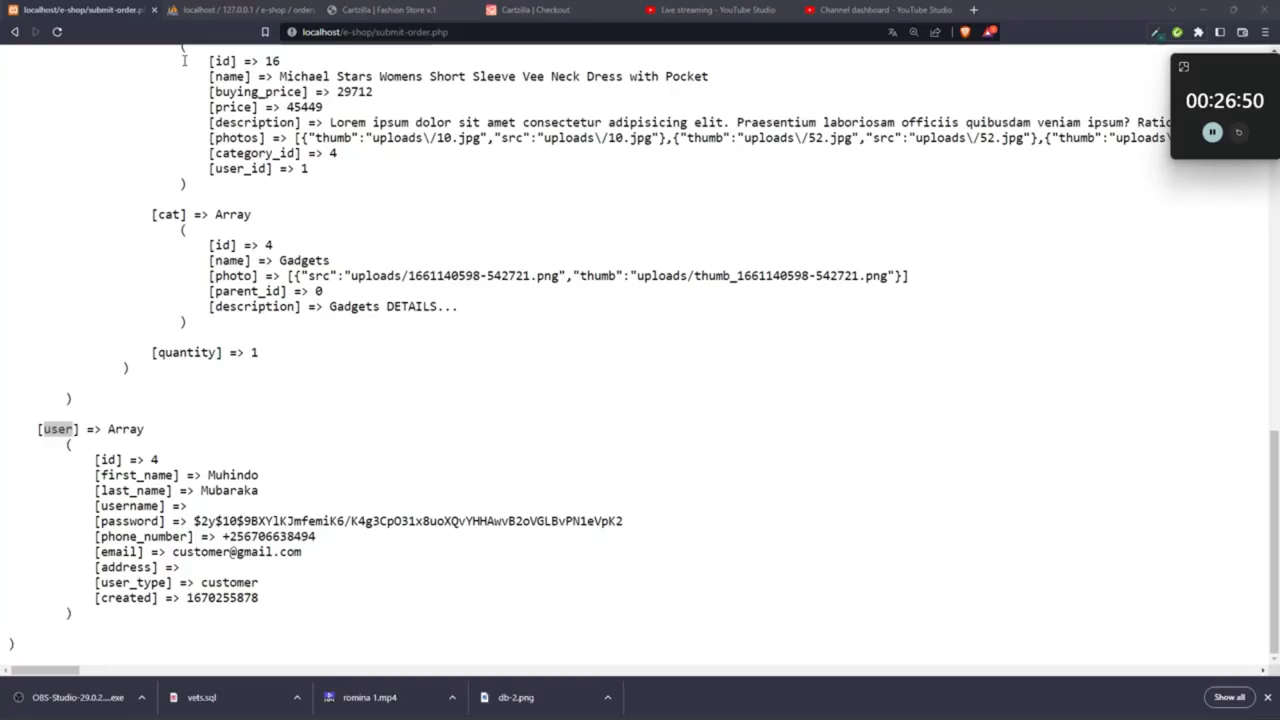 localhost/e-shop/submit-order.ph
localhost / 127.0.0.1 / e-shop / order
Cartzilla | Fashion Store v.1
Cartzilla | Checkout
Live streaming - YouTube Studio
Channel dashboard - YouTube Studio
localhost/e-shop/submit-order.php
00:26:50
(
[id] => 16
[name] => Michael Stars Womens Short Sleeve Vee Neck Dress with Pocket
[buying_price] => 29712
[price] => 45449
[description] => Lorem ipsum dolor sit amet consectetur adipisicing elit. Praesentium laboriosam officiis quibusdam veniam ipsum? Ratio
[photos] => [{"thumb":"uploads\/10.jpg","src":"uploads\/10.jpg"},{"thumb":"uploads\/52.jpg","src":"uploads\/52.jpg"},{"thumb":"uploads
[category_id] => 4
[user_id] => 1
)
[cat] => Array
(
[id] => 4
[name] => Gadgets
[photo] => [{"src":"uploads/1661140598-542721.png","thumb":"uploads/thumb_1661140598-542721.png"}]
[parent_id] => 0
[description] => Gadgets DETAILS...
)
[quantity] => 1
)
)
[user] => Array
(
[id] => 4
[first_name] => Muhindo
[last_name] => Mubaraka
[username] =>
[password] => $2y$10$9BXYlKJmfemiK6/K4g3CpO31x8uoXQvYHHAwvB2oVGLBvPN1eVpK2
[phone_number] => +256706638494
[email] => customer@gmail.com
[address] =>
[user_type] => customer
[created] => 1670255878
)
)
OBS-Studio-29.0.2....exe
vets.sql
romina 1.mp4
db-2.png
Show all